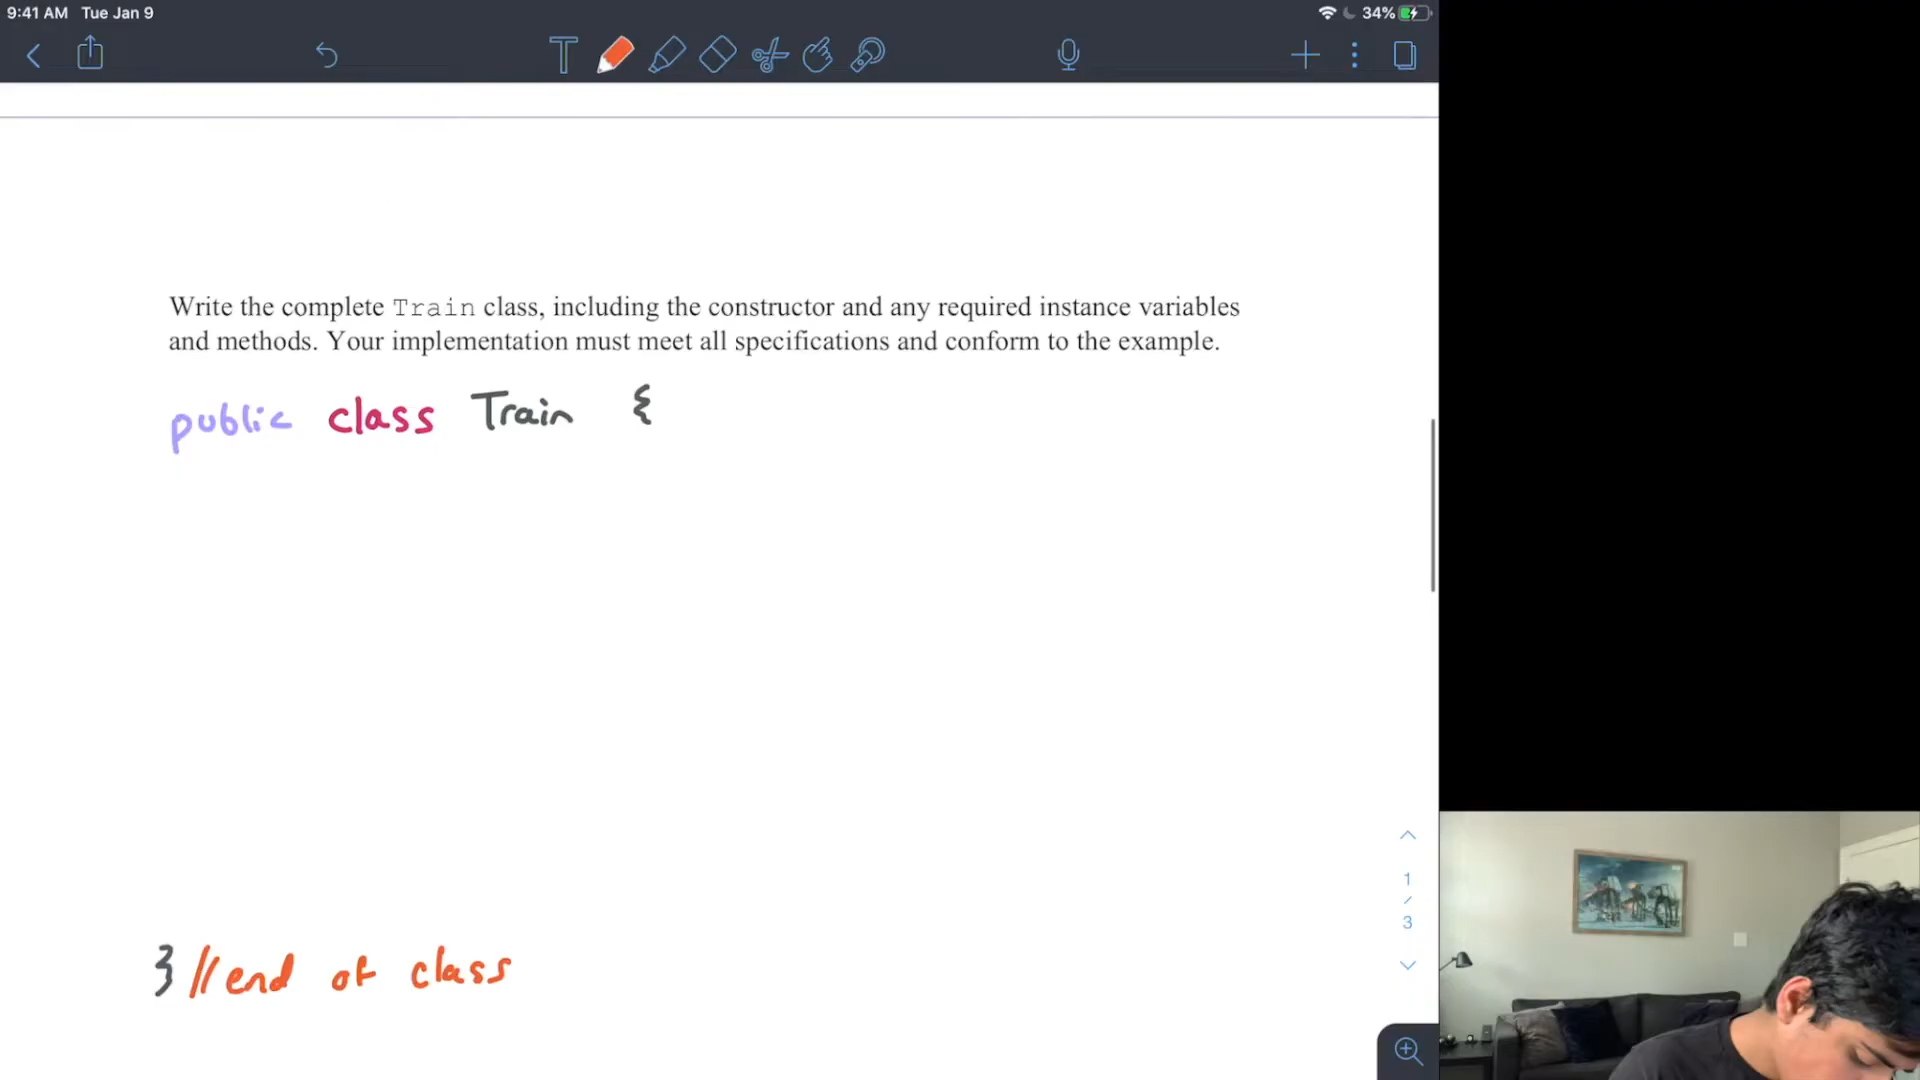 9:41 AM Tue Jan 9
34%
T
Write the complete Train class, including the constructor and any required instance variables
and methods. Your implementation must meet all specifications and conform to the example.
public class Train {
1
/
3
} //end of class